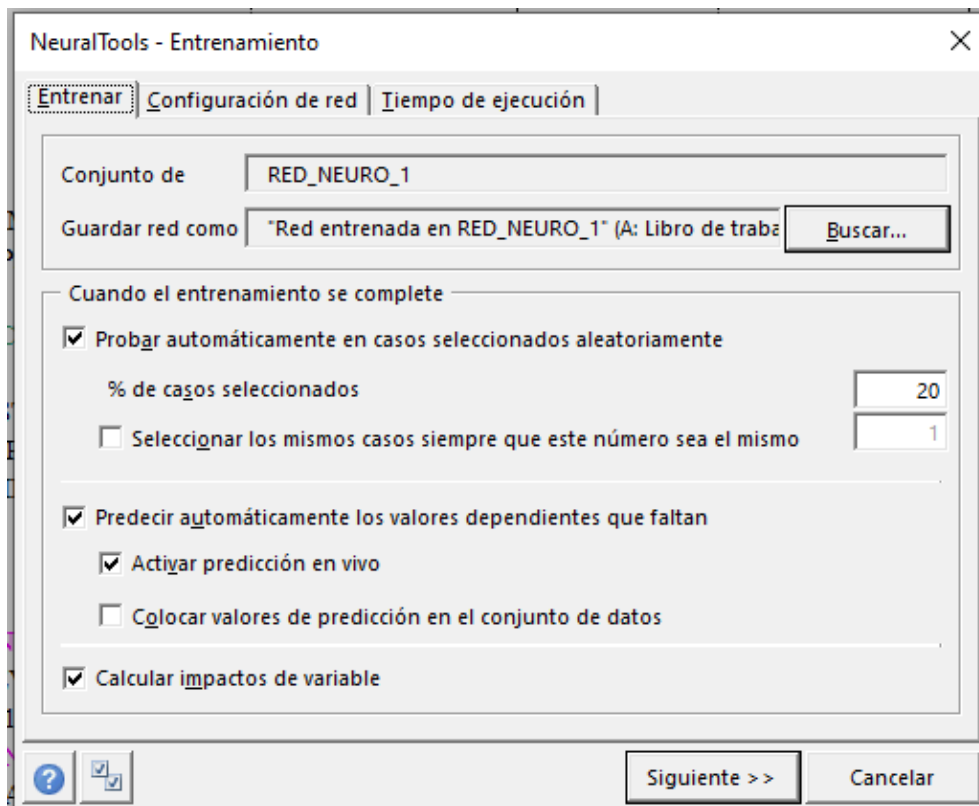 NeuralTools - Entrenamiento
Entrenar Configuración de red Tiempo de ejecución
Conjunto de RED_NEURO_1
Guardar red como "Red entrenada en RED_NEURO_1" (A: Libro de traba Buscar...
Cuando el entrenamiento se complete
Probar automáticamente en casos seleccionados aleatoriamente
% de casos seleccionados 20
Seleccionar los mismos casos siempre que este número sea el mismo 1
Predecir automáticamente los valores dependientes que faltan
Activar predicción en vivo
Colocar valores de predicción en el conjunto de datos
Calcular impactos de variable
Siguiente >> Cancelar